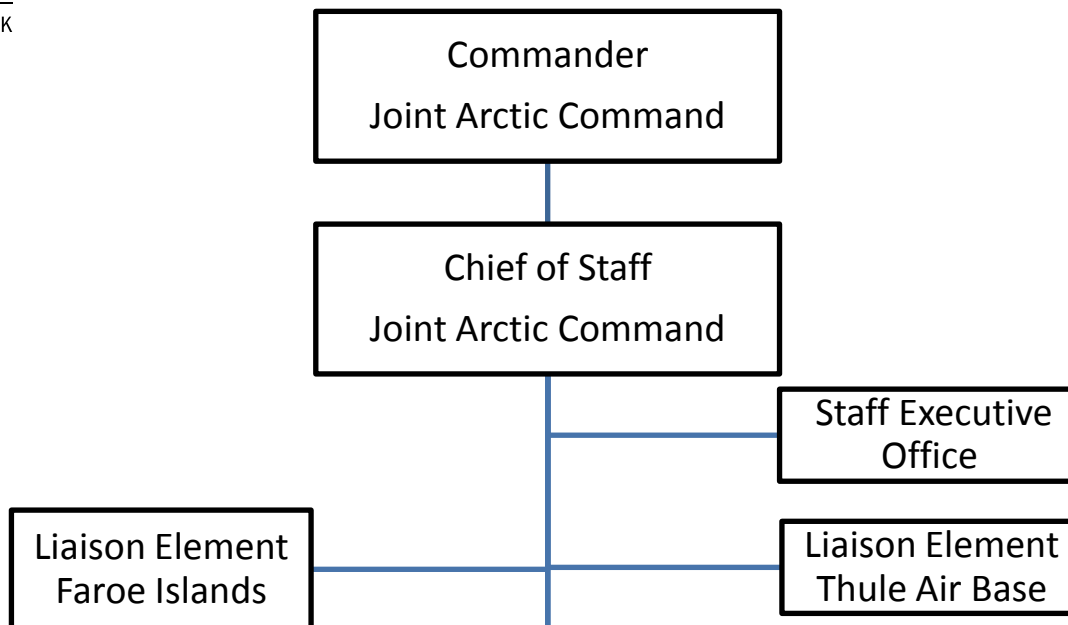 K
Commander
Joint Arctic Command
Chief of Staff
Joint Arctic Command
Staff Executive
Office
Liaison Element
Faroe Islands
Liaison Element
Thule Air Base